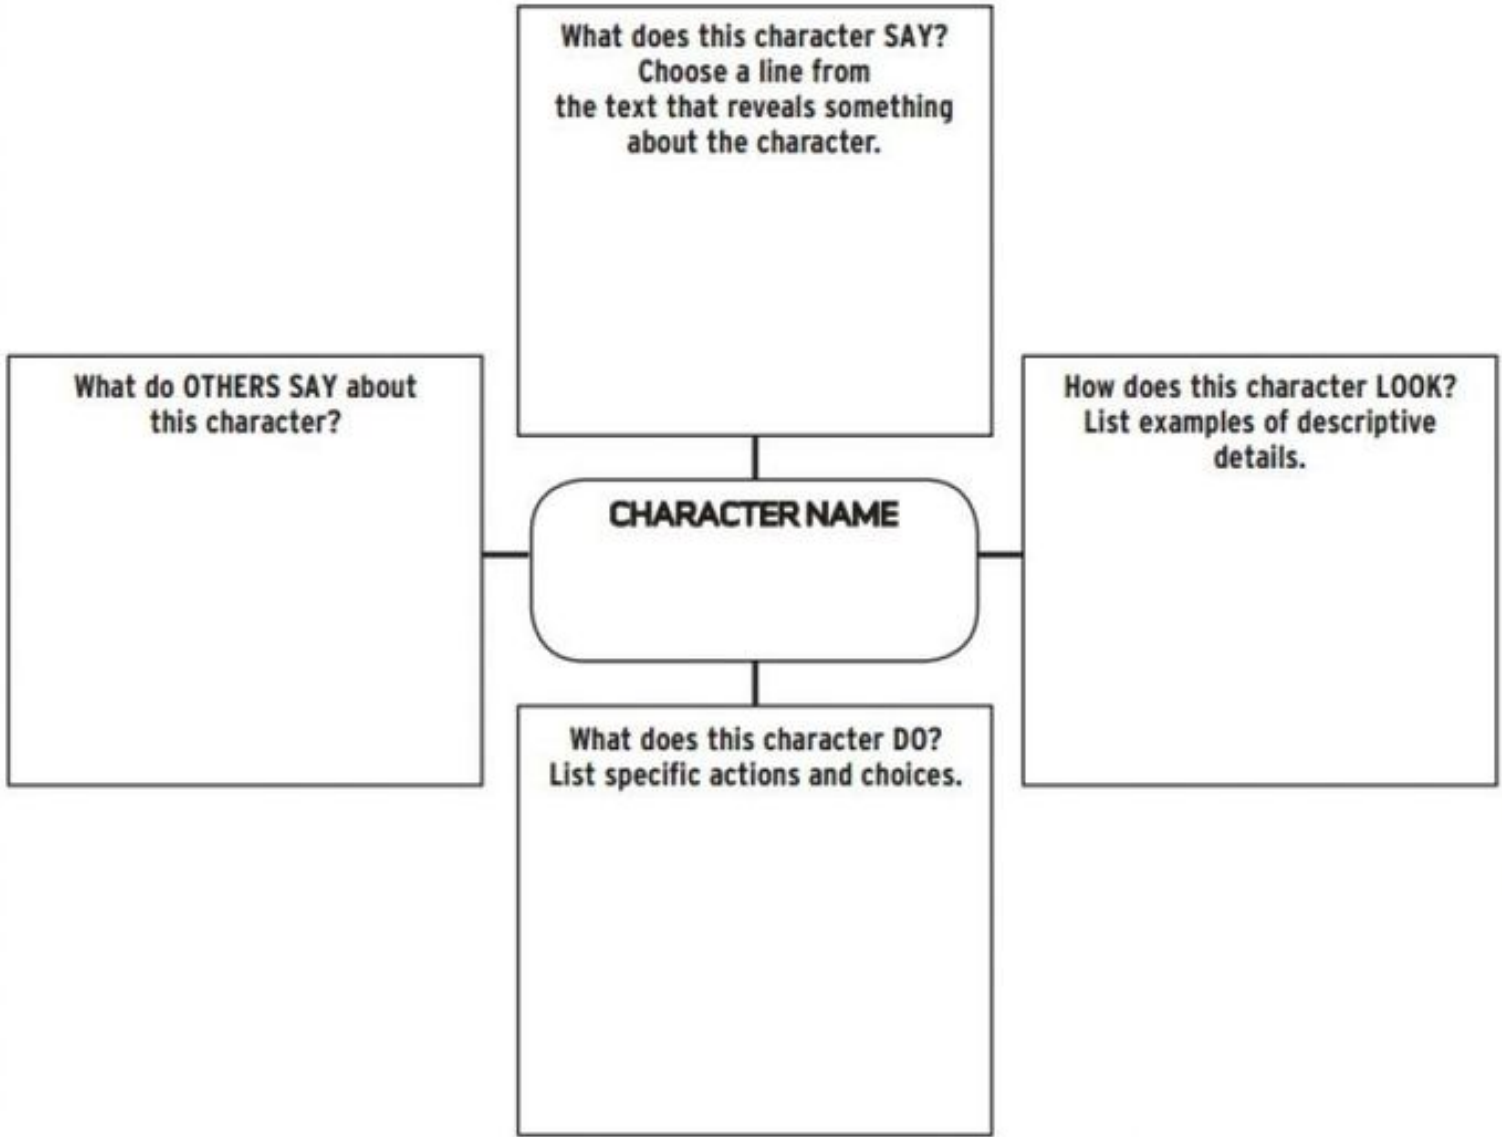 What does this character SAY?
Choose a line from
the text that reveals something
about the character.
What do OTHERS SAY about
this character?
How does this character LOOK?
List examples of descriptive
details.
CHARACTER NAME
What does this character DO?
List specific actions and choices.